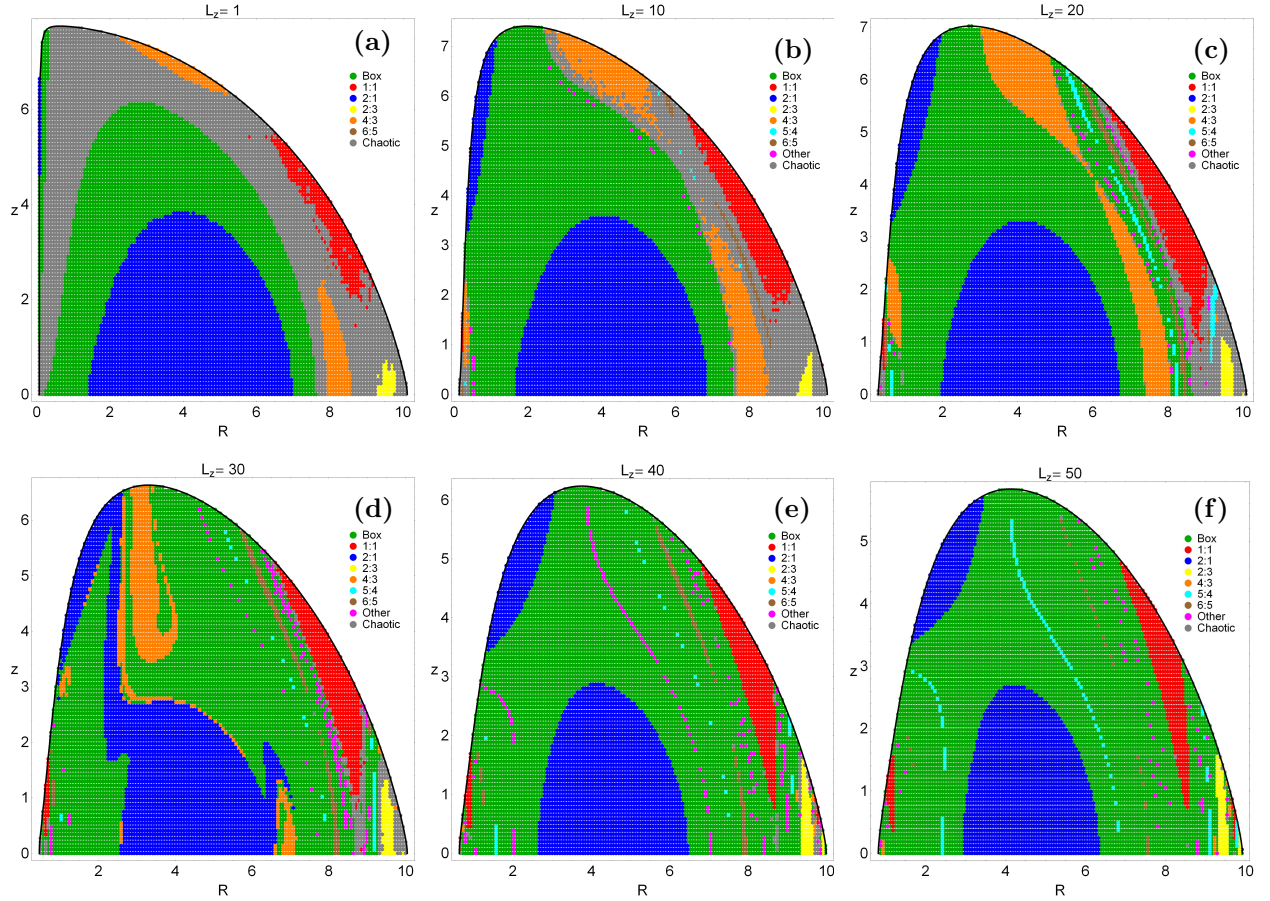 L_z= 1
(a)
Box
1:1
2:1
2:3
4:3
6:5
Chaotic
z
6
4
2
0
0 2 4 6 8 10
R
L_z= 10
(b)
Box
1:1
2:1
2:3
4:3
5:4
6:5
Other
Chaotic
z
7
6
5
4
3
2
1
0
0 2 4 6 8 10
R
L_z= 20
(c)
Box
1:1
2:1
2:3
4:3
5:4
6:5
Other
Chaotic
z
7
6
5
4
3
2
1
0
2 4 6 8 10
R
L_z= 30
(d)
Box
1:1
2:1
2:3
4:3
5:4
6:5
Other
Chaotic
z
6
5
4
3
2
1
0
2 4 6 8 10
R
L_z= 40
(e)
Box
1:1
2:1
2:3
4:3
5:4
6:5
Other
Chaotic
z
6
5
4
3
2
1
0
2 4 6 8 10
R
L_z= 50
(f)
Box
1:1
2:1
2:3
4:3
5:4
6:5
Other
Chaotic
z
5
4
3
2
1
0
2 4 6 8 10
R